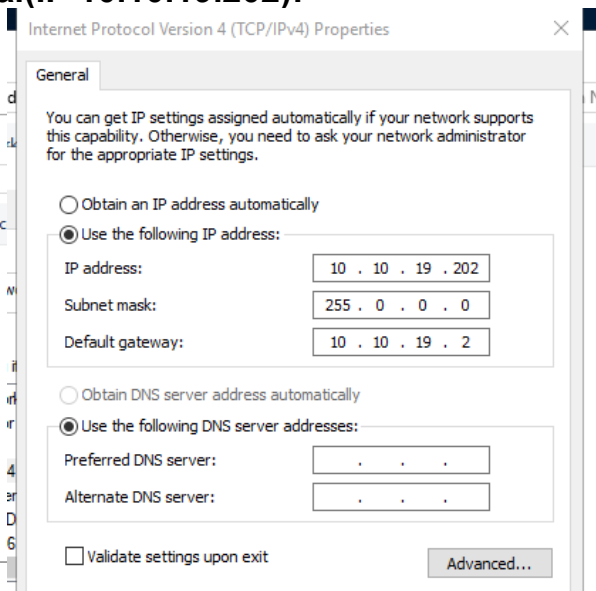 Internet Protocol Version 4 (TCP/IPv4) Properties
General
You can get IP settings assigned automatically if your network supports
this capability. Otherwise, you need to ask your network administrator
for the appropriate IP settings.
Obtain an IP address automatically
Use the following IP address:
IP address: 10 . 10 . 19 . 202
Subnet mask: 255 . 0 . 0 . 0
Default gateway: 10 . 10 . 19 . 2
Obtain DNS server address automatically
Use the following DNS server addresses:
Preferred DNS server: . . .
Alternate DNS server: . . .
Validate settings upon exit
Advanced...